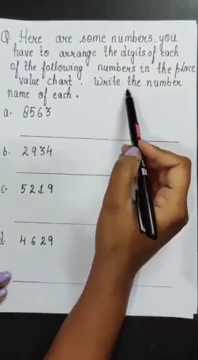 Q. Here are some numbers, you
have to arrange the digits of each
of the following numbers in the place
value chart. Write the number
name of each.
a. 8563
b. 2934
c. 5219
d. 4629